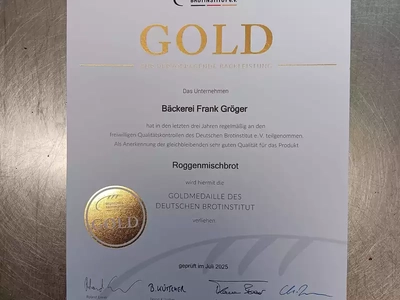 BROTINSTITUT e.V.
GOLD
Das Unternehmen
Bäckerei Frank Gröger
hat in den letzten drei Jahren regelmäßig an den
Freiwilligen Qualitätskontrollen des Deutschen Brotinstitut e.V. teilgenommen.
Als Anerkennung des gleichbleibenden sehr guten Qualität für das Produkt
Roggenmischbrot
wird hiermit die
GOLDMEDAILLE DES
DEUTSCHEN BROTINSTITUT
verliehen
GOLD
geprüft im Juli 2025
B. KÜTSCHER